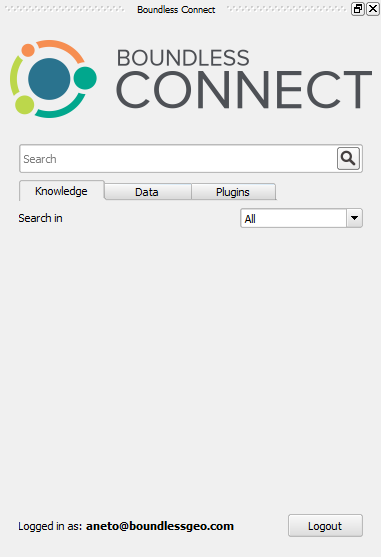 Boundless Connect
BOUNDLESS
CONNECT
Search
Knowledge Data Plugins
Search in All
Logged in as: aneto@boundlessgeo.com Logout